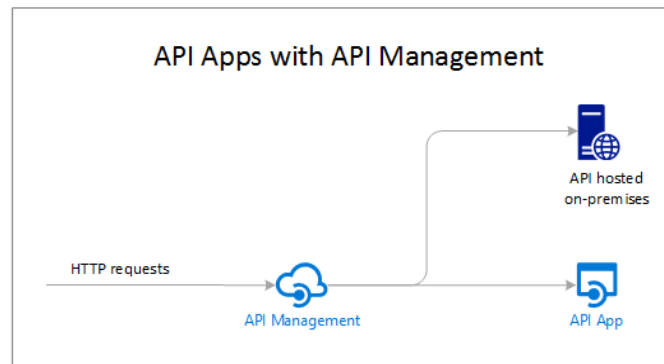 API Apps with API Management
API hosted
on-premises
HTTP requests
API Management
API App